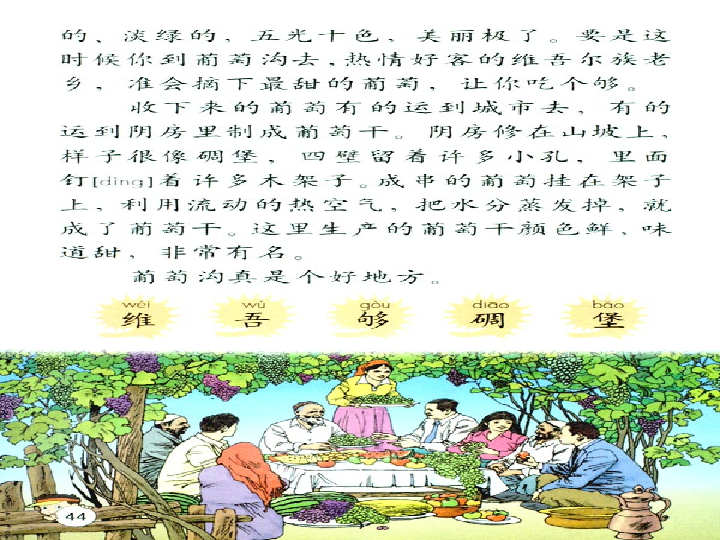 的、淡绿的，五光十色，美丽极了。要是这
时候你到葡萄沟去，热情好客的维吾尔族老
乡，准会摘下最甜的葡萄，让你吃个够。
收下来的葡萄有的运到城市去，有的
运到阴房里制成葡萄干。阴房修在山坡上，
样子很像碉堡，四壁留着许多小孔，里面
钉[dìng]着许多木架子。成串的葡萄挂在架子
上，利用流动的热空气，把水分蒸发掉，就
成了葡萄干。这里生产的葡萄干颜色鲜，味
道甜，非常有名。
葡萄沟真是个好地方。
wéi wú gòu diāo bǎo
维 吾 够 碉 堡
44